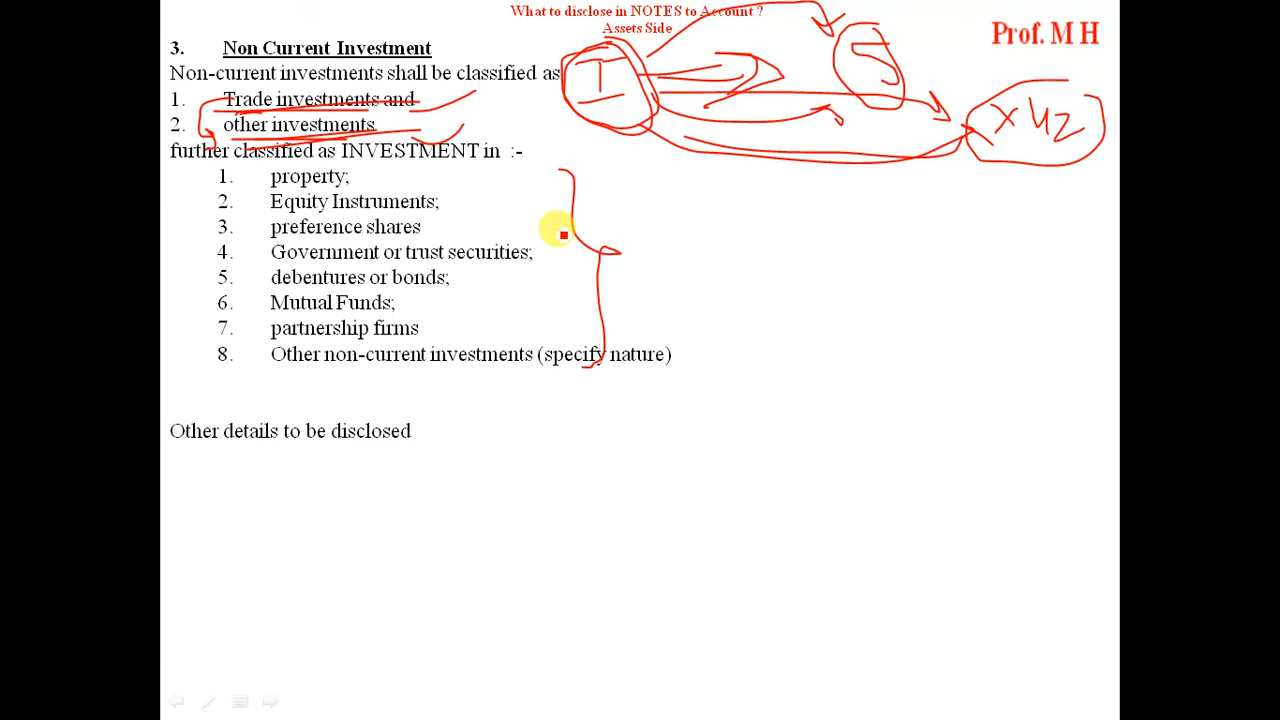 What to disclose in NOTES to Account ?
Assets Side
Prof. M H
3. Non Current Investment
Non-current investments shall be classified as
1. Trade investments and
2. other investments
further classified as INVESTMENT in :-
1. property;
2. Equity Instruments;
3. preference shares
4. Government or trust securities;
5. debentures or bonds;
6. Mutual Funds;
7. partnership firms
8. Other non-current investments (specify nature)
Other details to be disclosed
I
XYZ